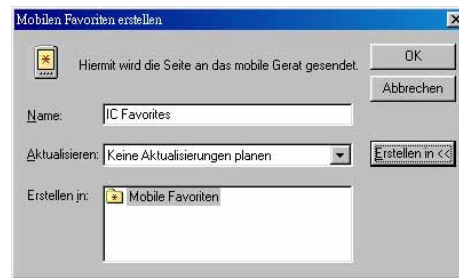 Mobilen Favoriten erstellen
Hiermit wird die Seite an das mobile Gerat gesendet.
OK
Abbrechen
Name:
IC Favorites
Aktualisieren:
Keine Aktualisierungen planen
Erstellen in <<
Erstellen in:
Mobile Favoriten